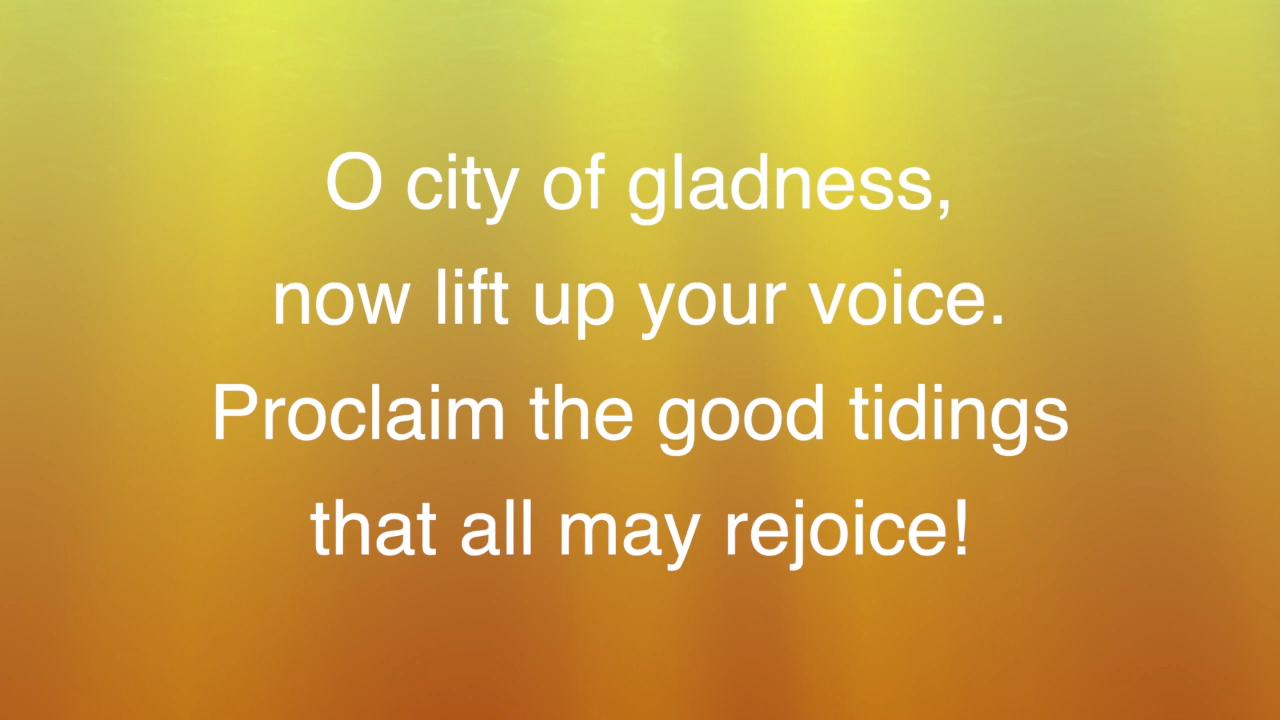 O city of gladness,
now lift up your voice.
Proclaim the good tidings
that all may rejoice!